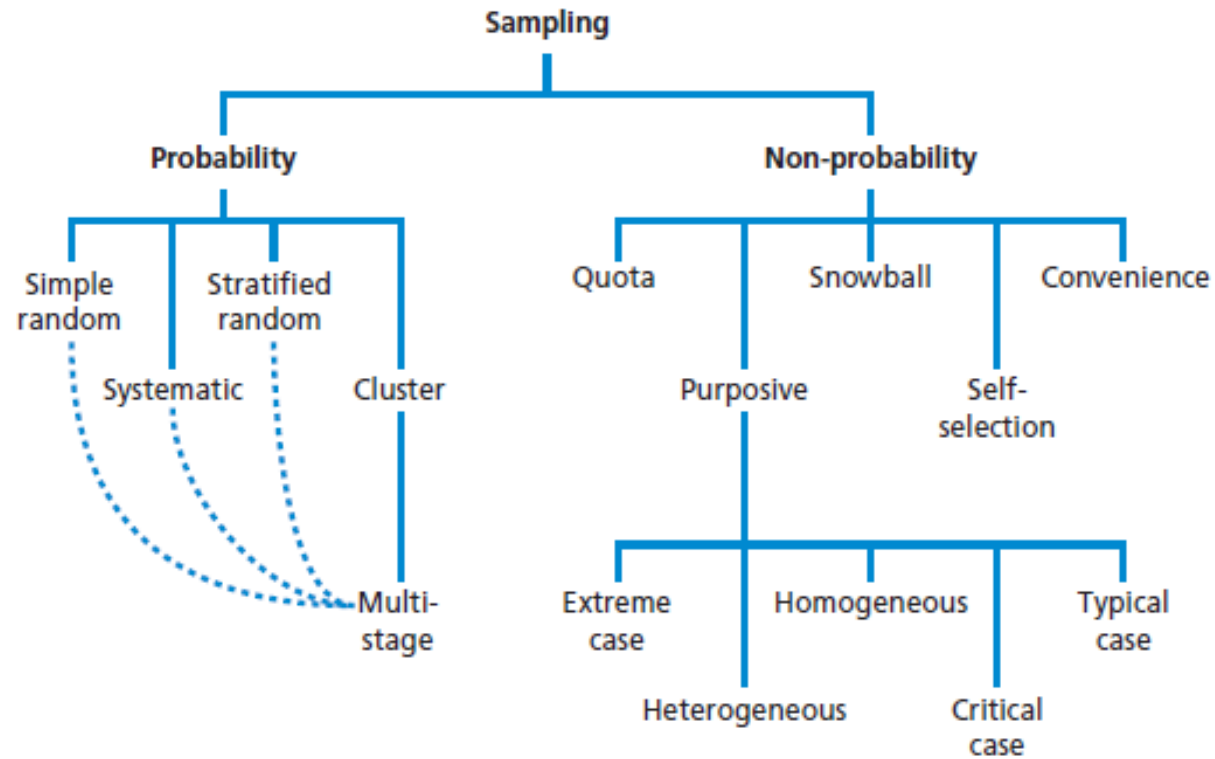 Sampling
Probability
Non-probability
Simple
random
Stratified
random
Quota
Snowball
Convenience
Systematic
Cluster
Purposive
Self-
selection
Multi-
stage
Extreme
case
Homogeneous
Typical
case
Heterogeneous
Critical
case